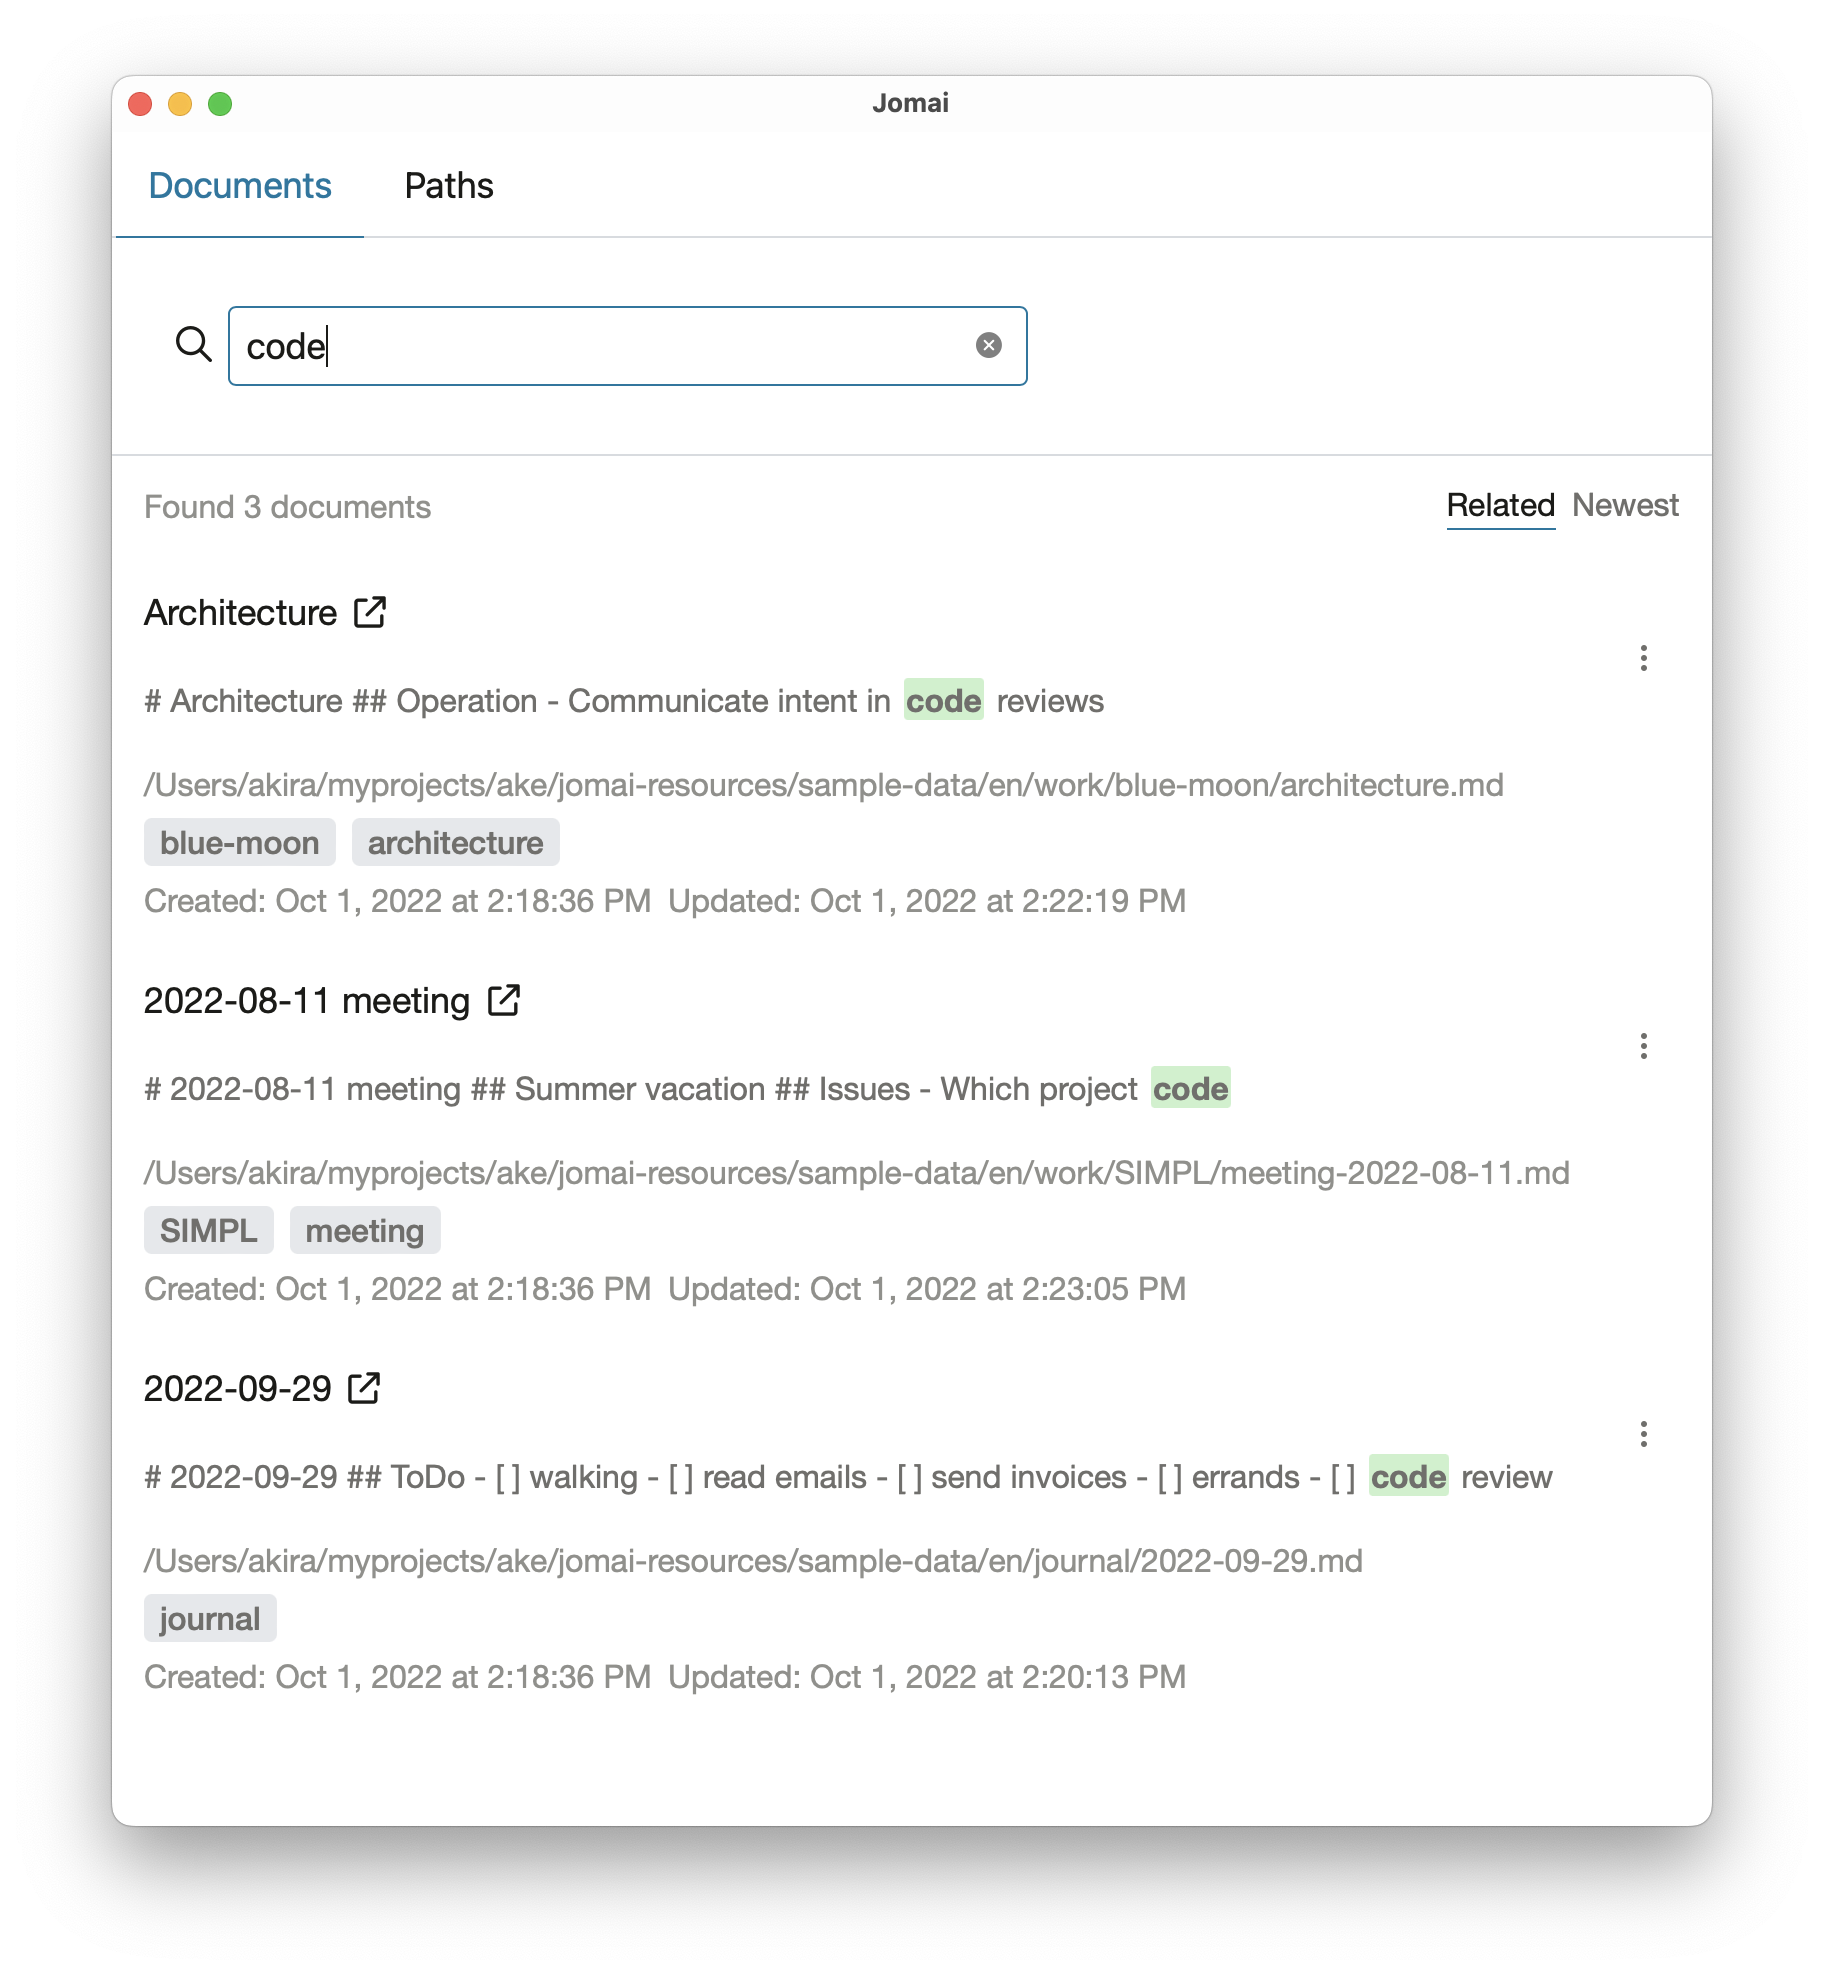 Jomai
Documents Paths
code
Found 3 documents
Related Newest
Architecture
# Architecture ## Operation - Communicate intent in code reviews
/Users/akira/myprojects/ake/jomai-resources/sample-data/en/work/blue-moon/architecture.md
blue-moon architecture
Created: Oct 1, 2022 at 2:18:36 PM Updated: Oct 1, 2022 at 2:22:19 PM
2022-08-11 meeting
# 2022-08-11 meeting ## Summer vacation ## Issues - Which project code
/Users/akira/myprojects/ake/jomai-resources/sample-data/en/work/SIMPL/meeting-2022-08-11.md
SIMPL meeting
Created: Oct 1, 2022 at 2:18:36 PM Updated: Oct 1, 2022 at 2:23:05 PM
2022-09-29
# 2022-09-29 ## ToDo - [ ] walking - [ ] read emails - [ ] send invoices - [ ] errands - [ ] code review
/Users/akira/myprojects/ake/jomai-resources/sample-data/en/journal/2022-09-29.md
journal
Created: Oct 1, 2022 at 2:18:36 PM Updated: Oct 1, 2022 at 2:20:13 PM